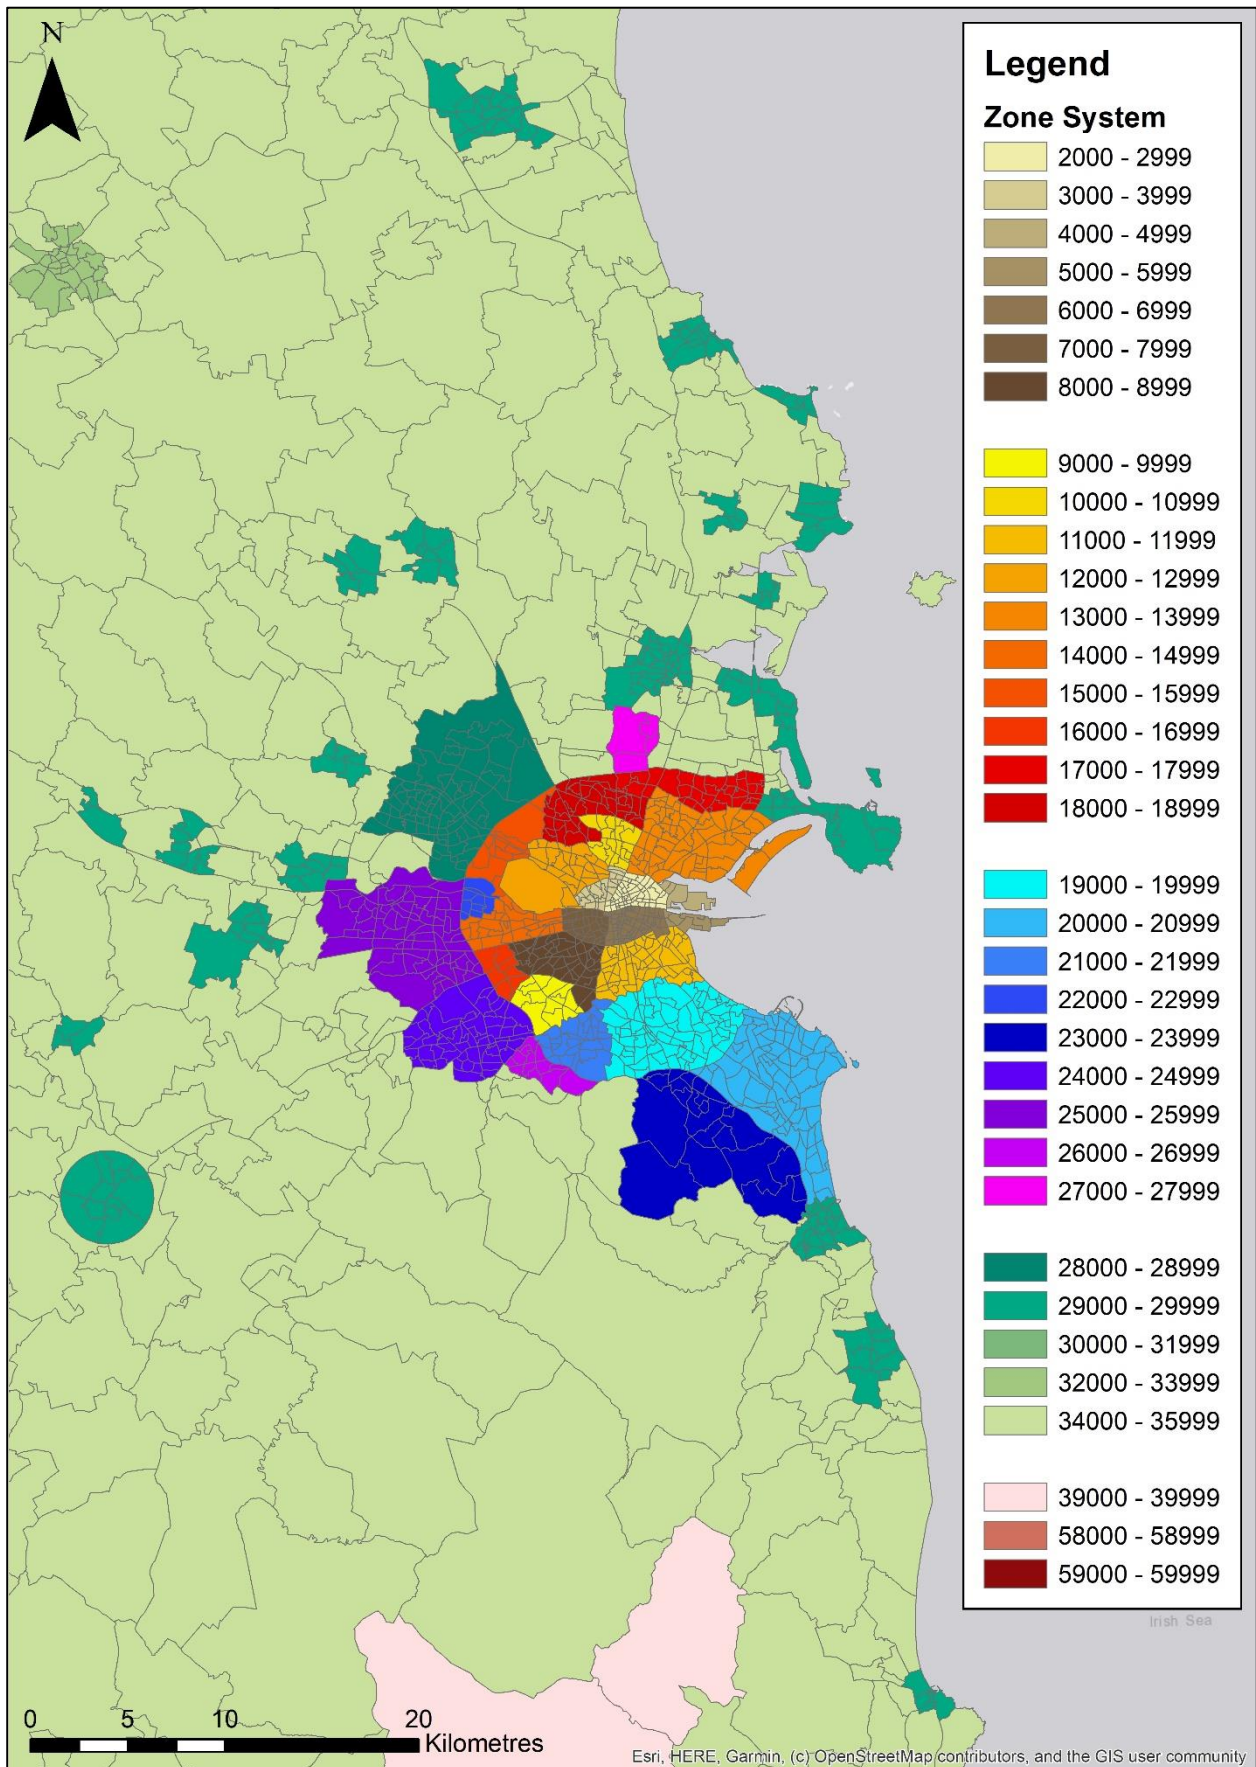 N
Legend
Zone System
2000 - 2999
3000 - 3999
4000 - 4999
5000 - 5999
6000 - 6999
7000 - 7999
8000 - 8999
9000 - 9999
10000 - 10999
11000 - 11999
12000 - 12999
13000 - 13999
14000 - 14999
15000 - 15999
16000 - 16999
17000 - 17999
18000 - 18999
19000 - 19999
20000 - 20999
21000 - 21999
22000 - 22999
23000 - 23999
24000 - 24999
25000 - 25999
26000 - 26999
27000 - 27999
28000 - 28999
29000 - 29999
30000 - 31999
32000 - 33999
34000 - 35999
39000 - 39999
58000 - 58999
59000 - 59999
Irish Sea
0 5 10 20
Kilometres
Esri, HERE, Garmin, (c) OpenStreetMap contributors, and the GIS user community